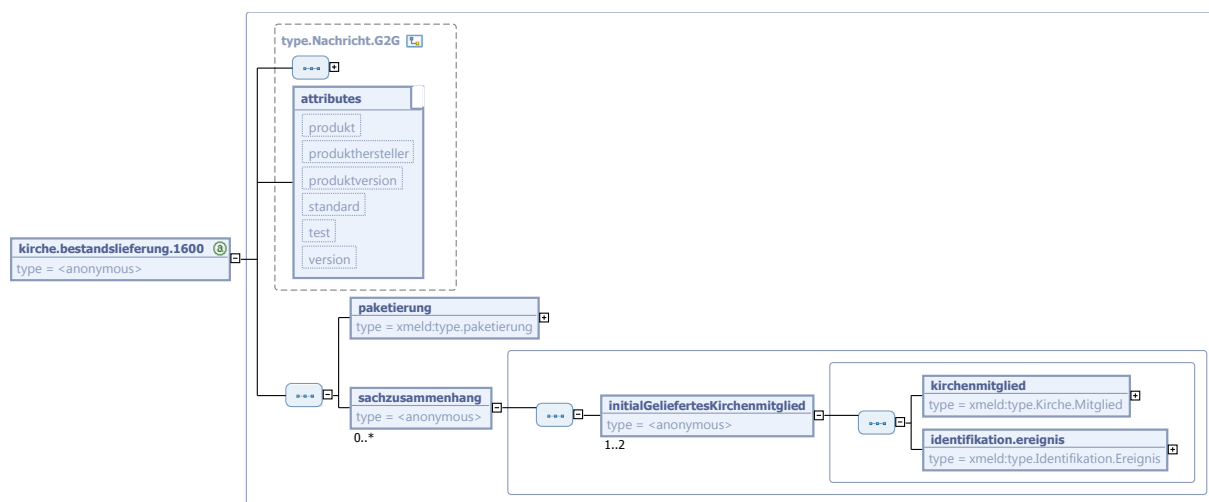 type.Nachricht.G2G
attributes
produkt
produkthersteller
produktversion
standard
test
version
kirche.bestandslieferung.1600 a
type = <anonymous>
paketierung
type = xmeld:type.paketierung
sachzusammenhang
type = <anonymous>
0..*
initialGeliefertesKirchenmitglied
type = <anonymous>
1..2
kirchenmitglied
type = xmeld:type.Kirche.Mitglied
identifikation.ereignis
type = xmeld:type.Identifikation.Ereignis